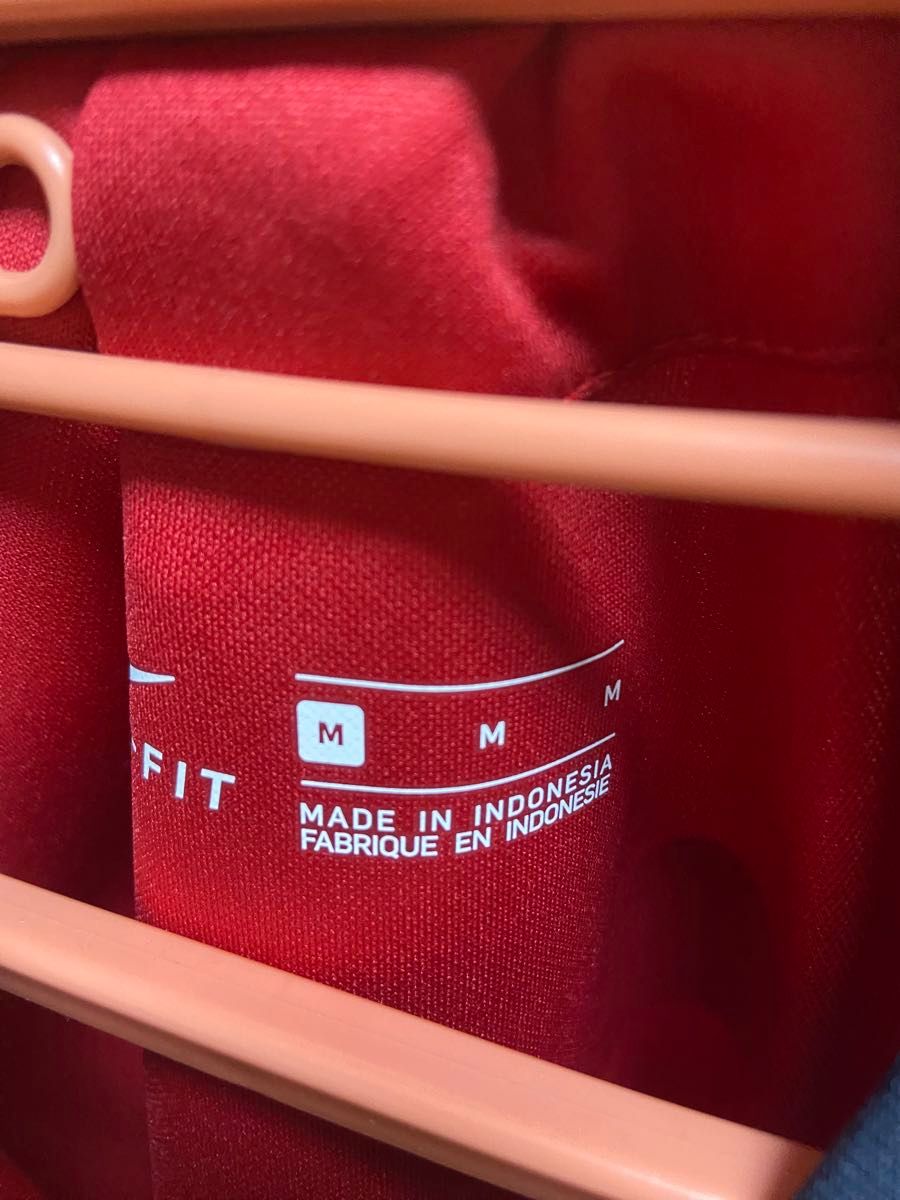 FIT
M M M
MADE IN INDONESIA
FABRIQUE EN INDONESIE